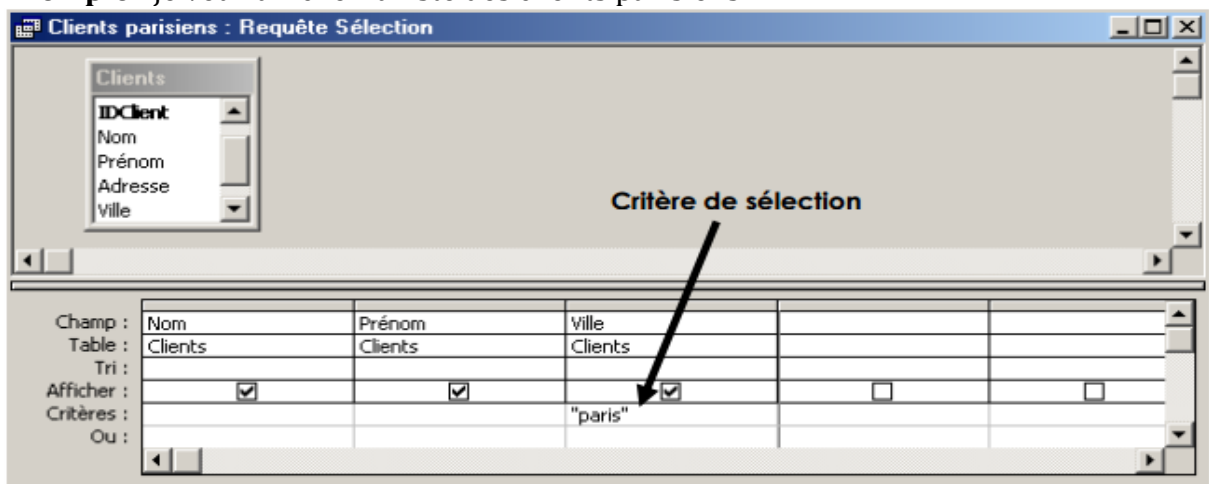 Clients parisiens : Requête Sélection
Clients
IDClient
Nom
Prénom
Adresse
Ville
Critère de sélection
Champ : Nom Prénom Ville
Table : Clients Clients Clients
Tri :
Afficher :
Critères : "paris"
Ou :